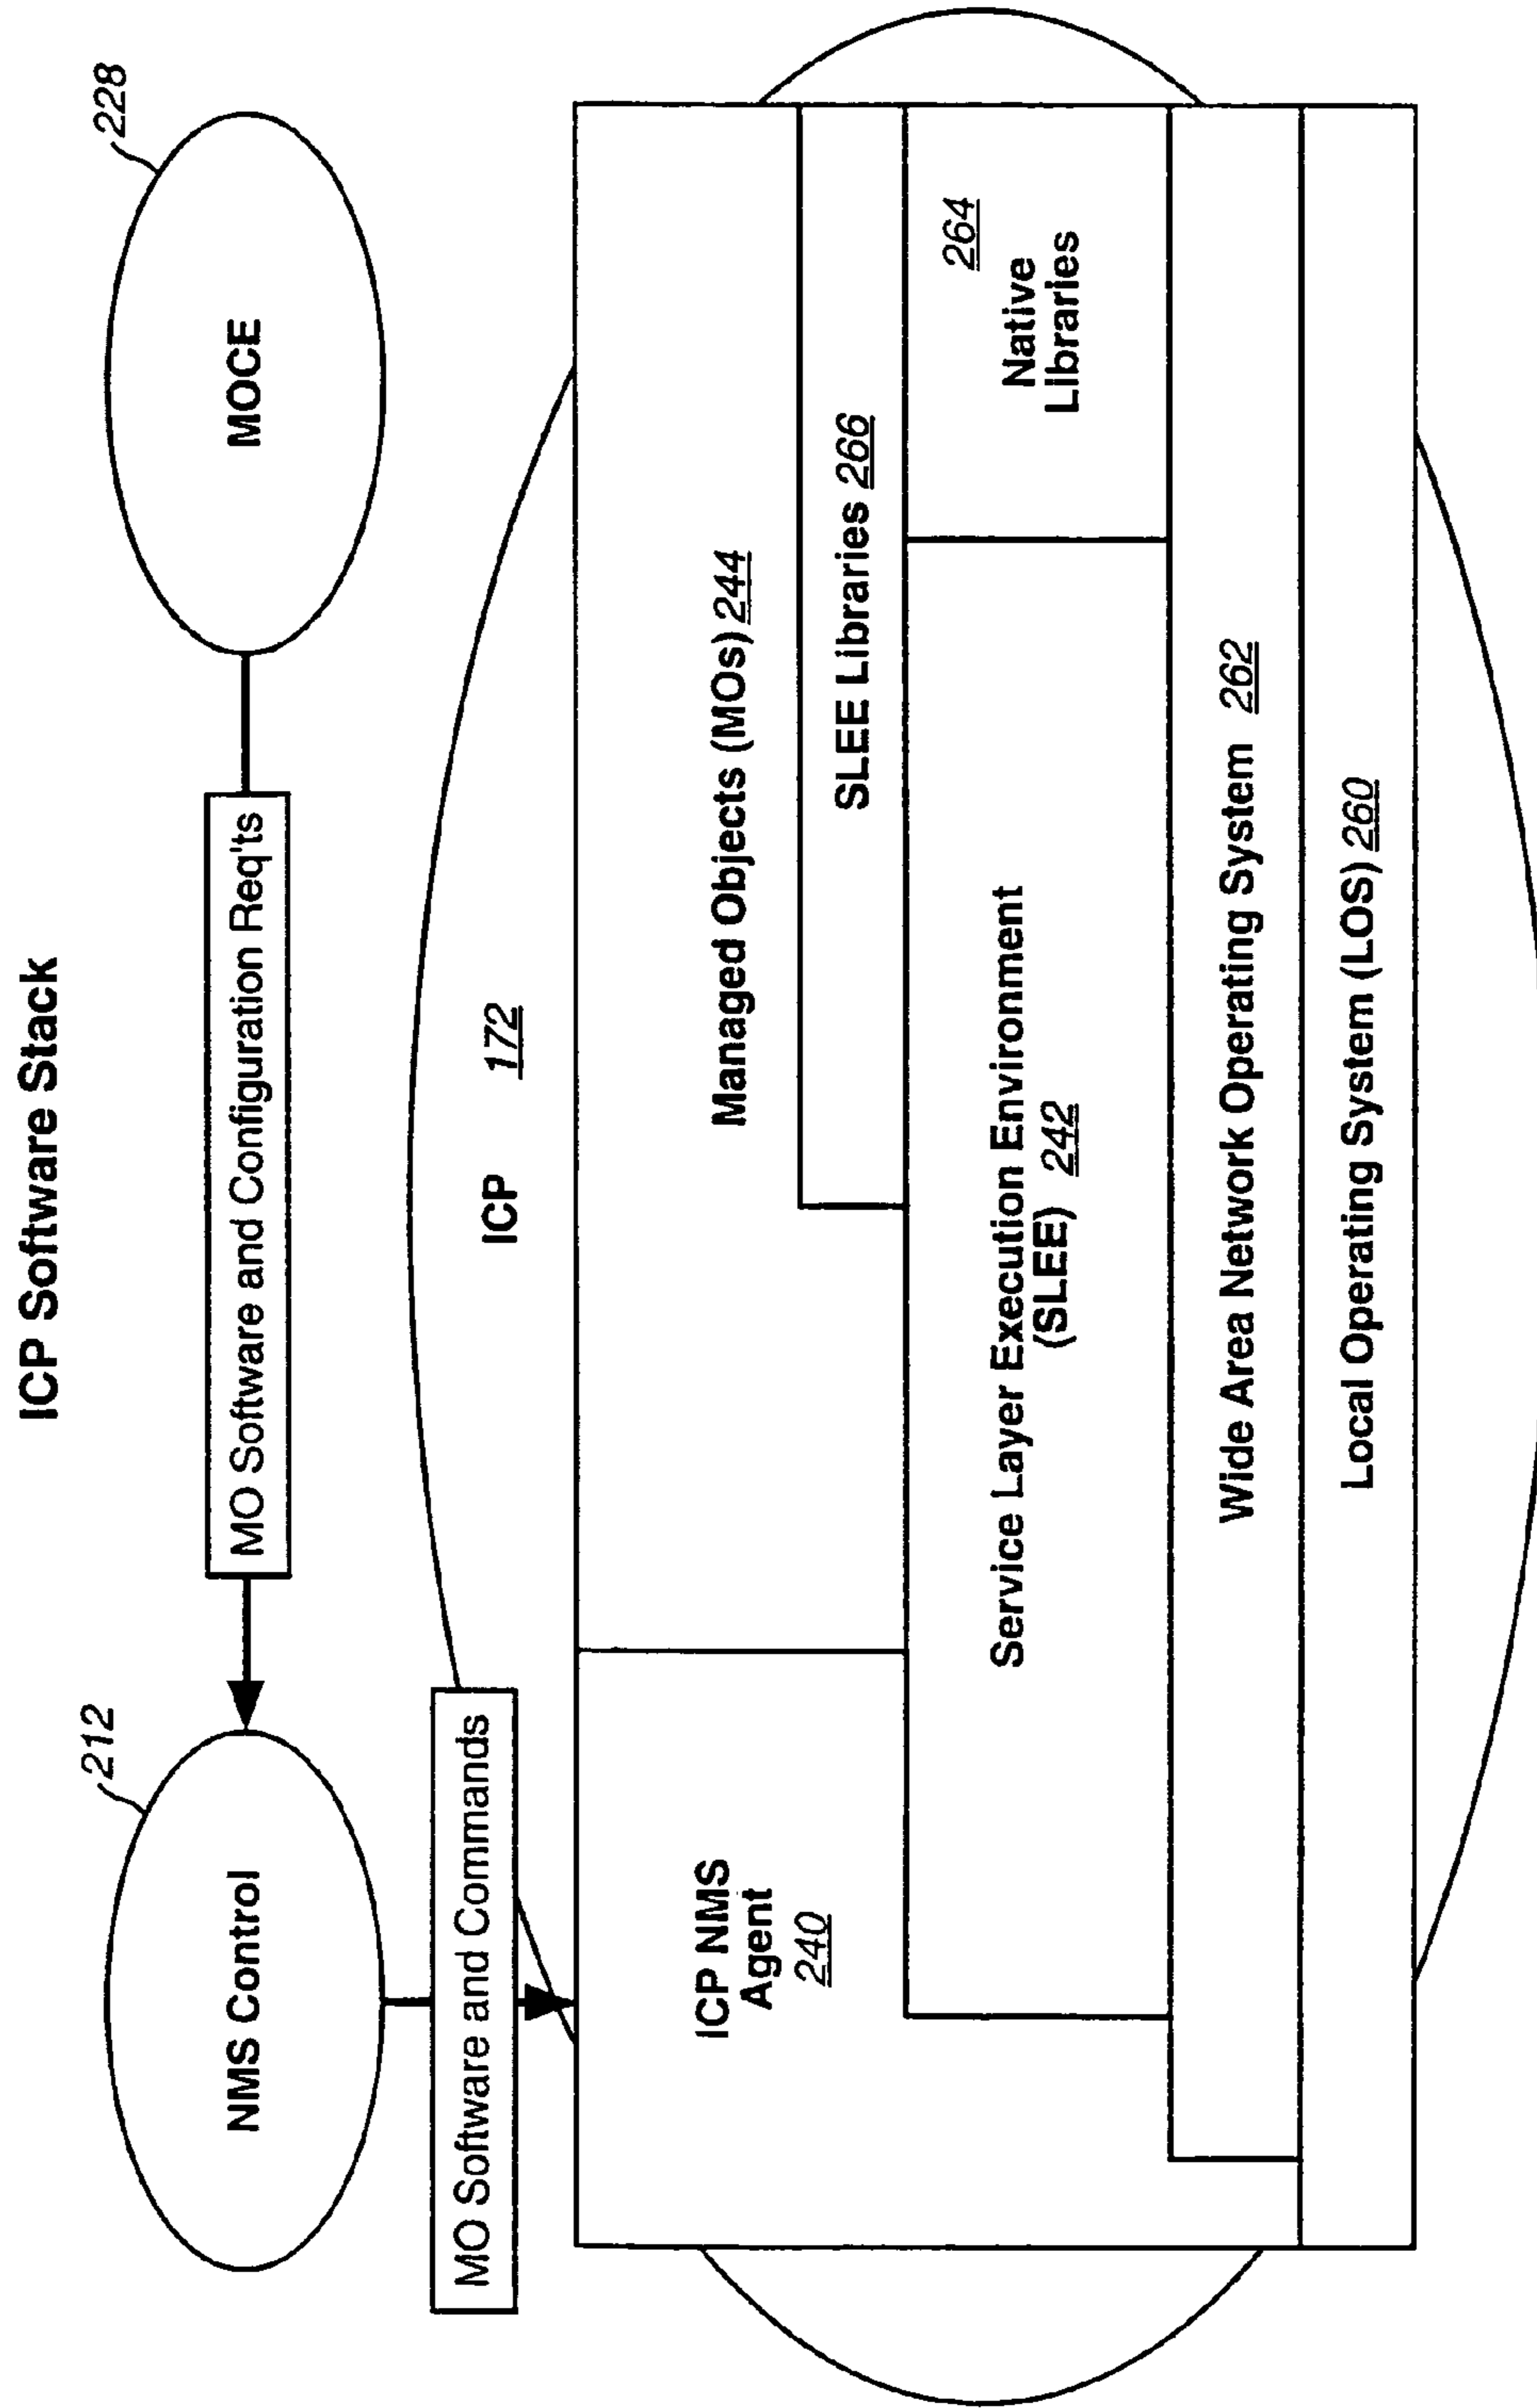 ICP Software Stack
212
228
NMS Control
MO Software and Configuration Req'ts
MOCE
MO Software and Commands
ICP 172
ICP NMS
Agent
240
Managed Objects (MOs) 244
SLEE Libraries 266
Service Layer Execution Environment
(SLEE) 242
264
Native
Libraries
Wide Area Network Operating System 262
Local Operating System (LOS) 260